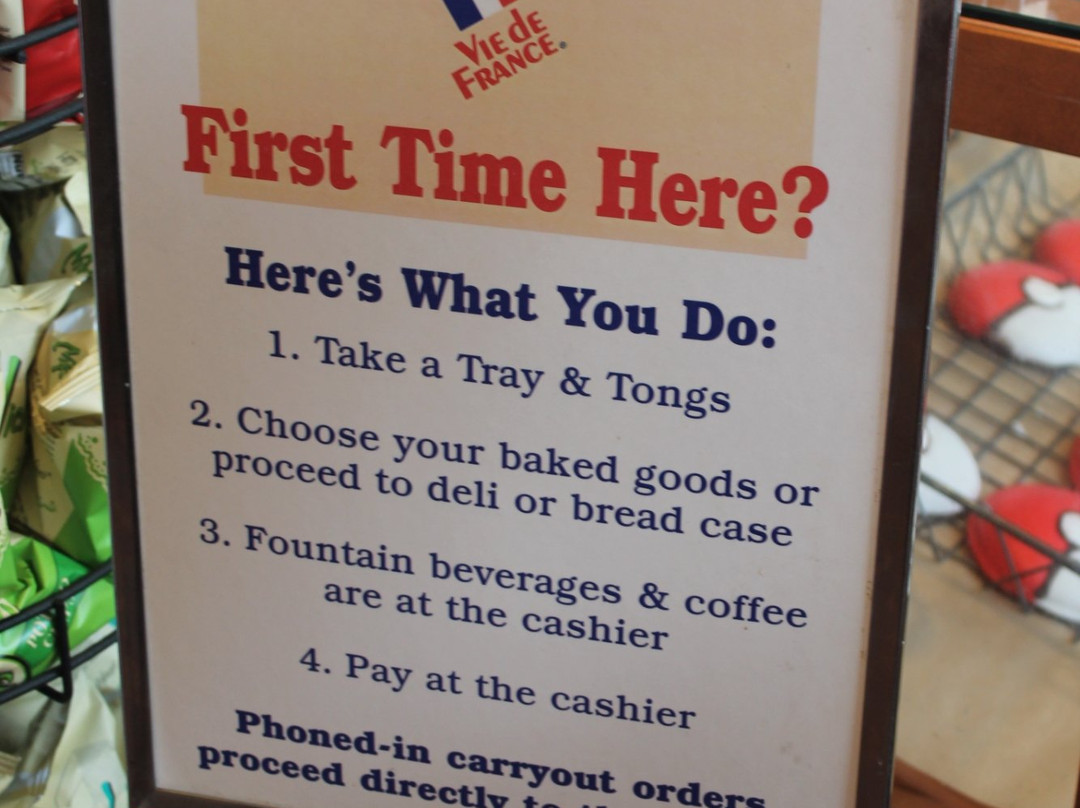 Vie de
France®
First Time Here?
Here's What You Do:
1. Take a Tray & Tongs
2. Choose your baked goods or
proceed to deli or bread case
3. Fountain beverages & coffee
are at the cashier
4. Pay at the cashier
Phoned-in carryout orders
proceed directly to